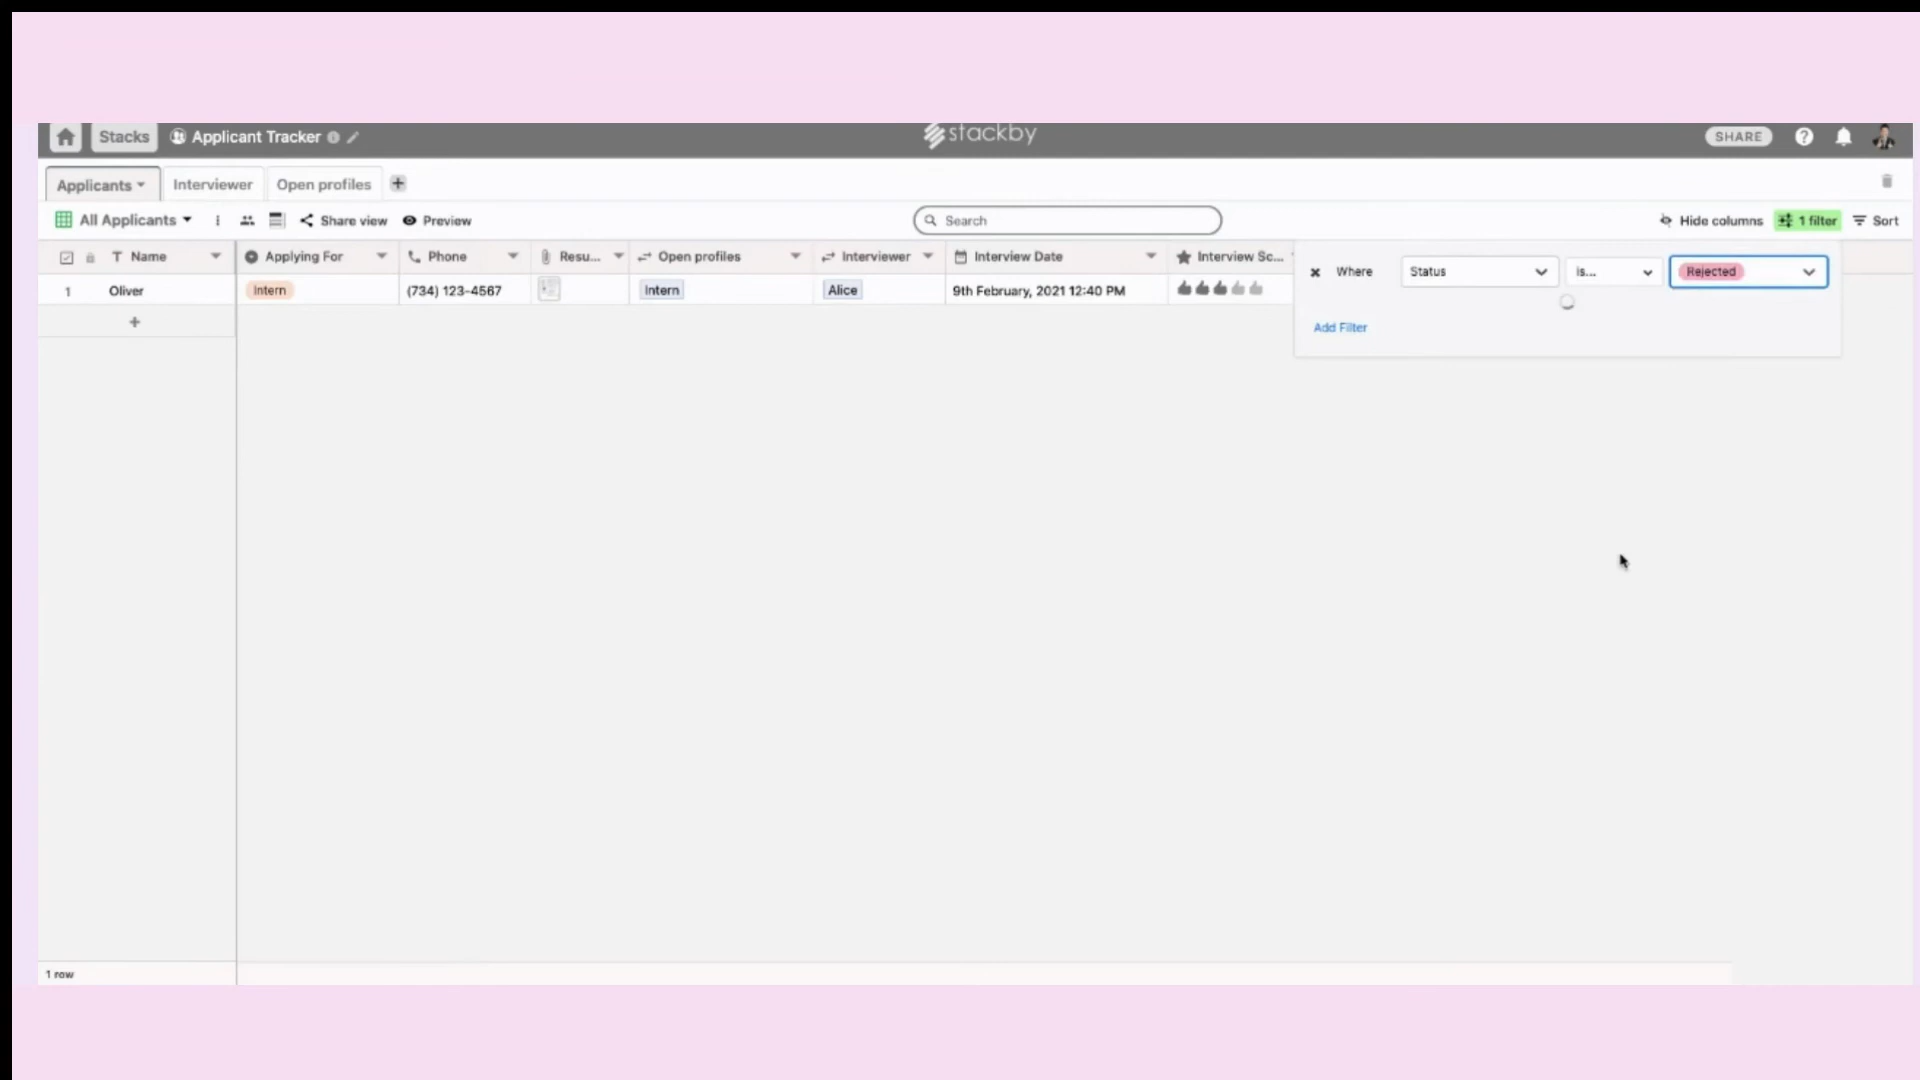 Stacks Applicant Tracker stackby SHARE
Applicants Interviewer Open profiles
All Applicants Share view Preview Search Hide columns 1 filter Sort
Name Applying For Phone Resu... Open profiles Interviewer Interview Date Interview Sc...
Where Status is... Rejected
1 Oliver Intern (734) 123-4567 Intern Alice 9th February, 2021 12:40 PM
Add Filter
1 row